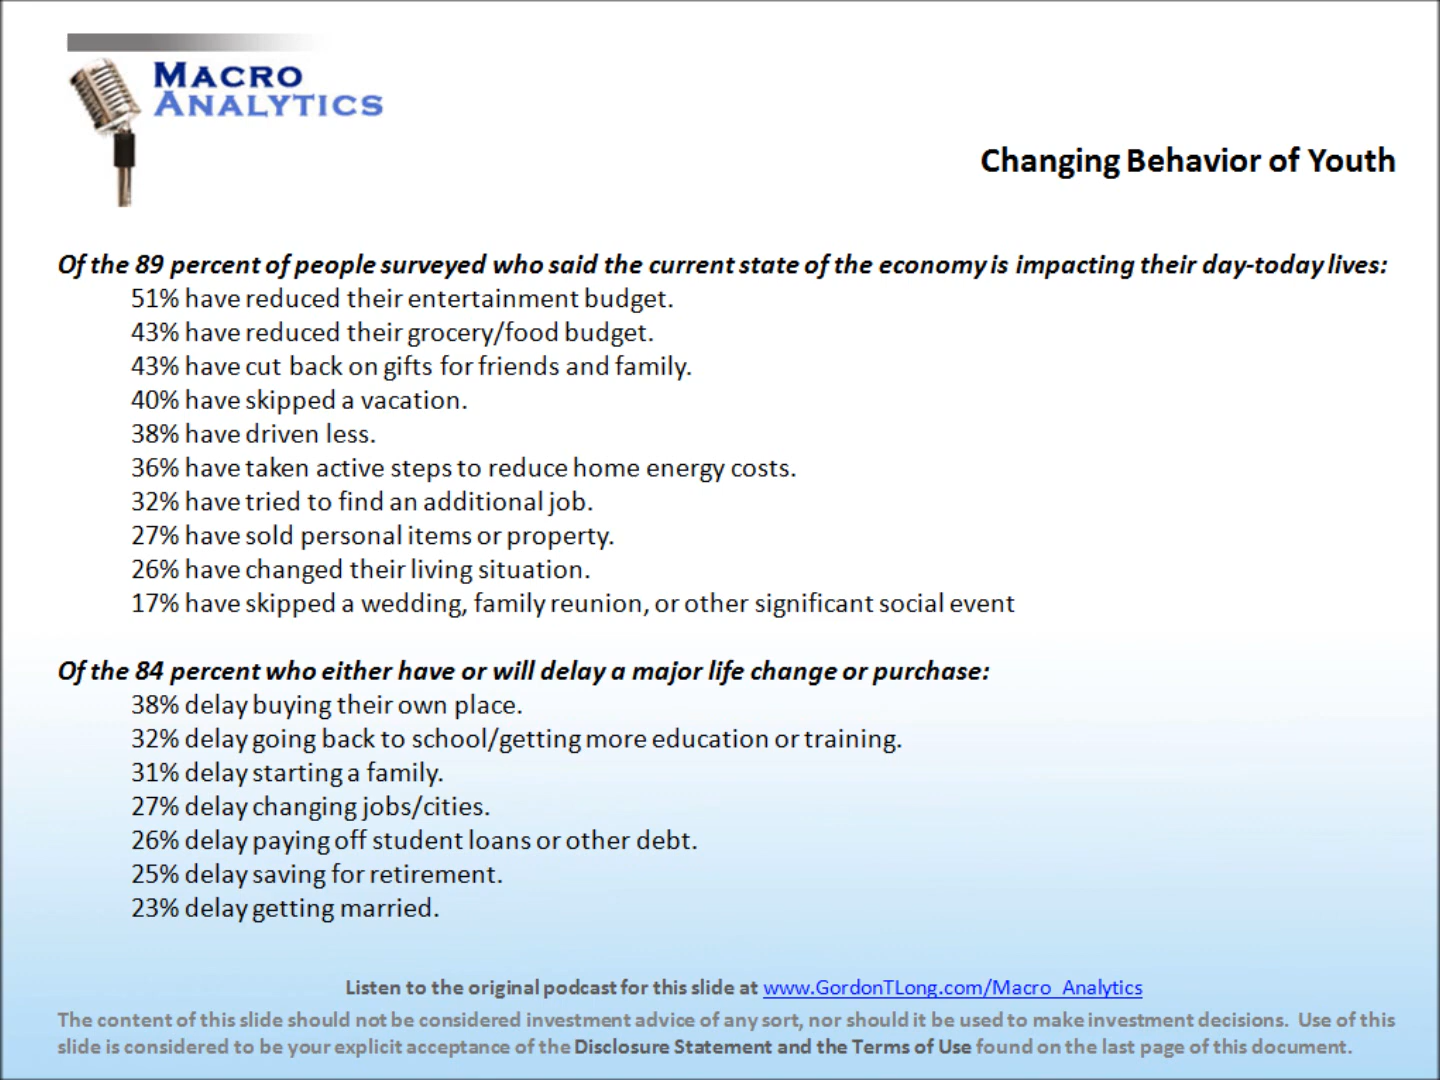 MACRO
ANALYTICS
Changing Behavior of Youth
Of the 89 percent of people surveyed who said the current state of the economy is impacting their day-today lives:
51% have reduced their entertainment budget.
43% have reduced their grocery/food budget.
43% have cut back on gifts for friends and family.
40% have skipped a vacation.
38% have driven less.
36% have taken active steps to reduce home energy costs.
32% have tried to find an additional job.
27% have sold personal items or property.
26% have changed their living situation.
17% have skipped a wedding, family reunion, or other significant social event
Of the 84 percent who either have or will delay a major life change or purchase:
38% delay buying their own place.
32% delay going back to school/getting more education or training.
31% delay starting a family.
27% delay changing jobs/cities.
26% delay paying off student loans or other debt.
25% delay saving for retirement.
23% delay getting married.
Listen to the original podcast for this slide at www.GordonTLong.com/Macro_Analytics
The content of this slide should not be considered investment advice of any sort, nor should it be used to make investment decisions. Use of this
slide is considered to be your explicit acceptance of the Disclosure Statement and the Terms of Use found on the last page of this document.